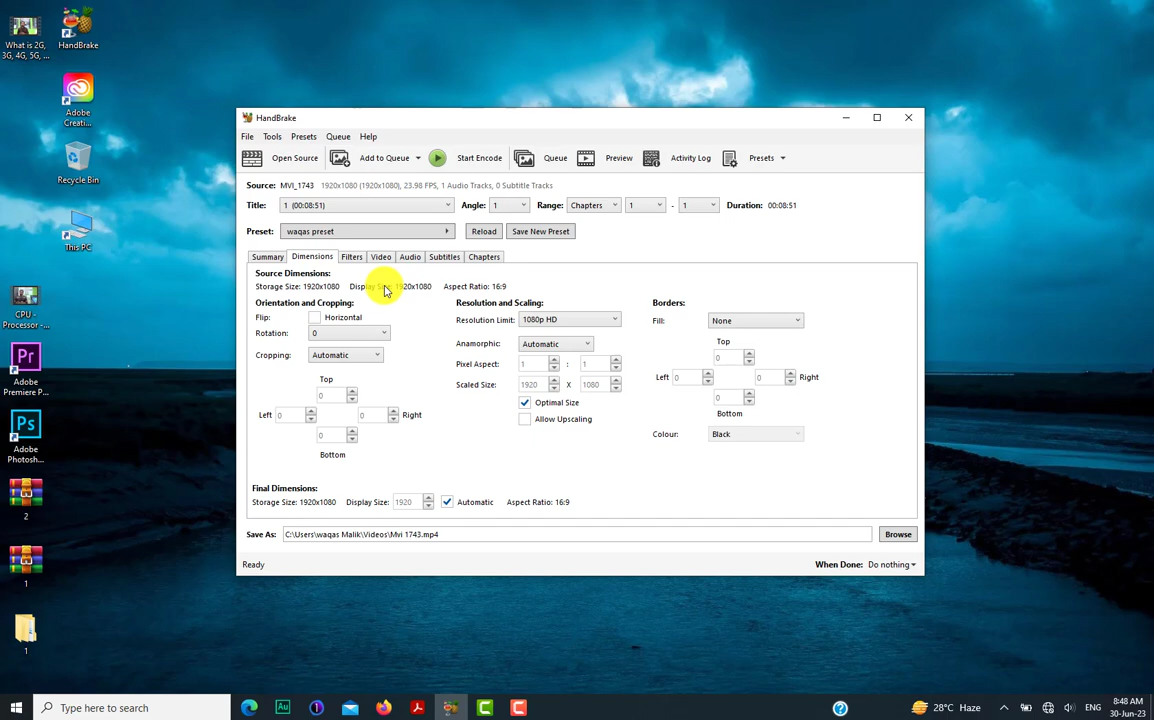 What is 2G,
3G, 4G, 5G, ...
HandBrake
Adobe
Creati...
Recycle Bin
This PC
CPU -
Processor -...
Adobe
Premiere P...
Adobe
Photosh...
2
1
1
HandBrake
File Tools Presets Queue Help
Open Source Add to Queue Start Encode Queue Preview Activity Log Presets
Source: MVI_1743 1920x1080 (1920x1080), 23.98 FPS, 1 Audio Tracks, 0 Subtitle Tracks
Title: 1 (00:08:51) Angle: 1 Range: Chapters 1 - 1 Duration: 00:08:51
Preset: waqas preset Reload Save New Preset
Summary Dimensions Filters Video Audio Subtitles Chapters
Source Dimensions:
Storage Size: 1920x1080 Display Size: 1920x1080 Aspect Ratio: 16:9
Orientation and Cropping: Resolution and Scaling: Borders:
Flip: Horizontal Resolution Limit: 1080p HD Fill: None
Rotation: 0
Cropping: Automatic Anamorphic: Automatic Top
Pixel Aspect: 1 : 1 0
Top Scaled Size: 1920 X 1080 Left 0 0 Right
0 Optimal Size 0
Left 0 0 Right Allow Upscaling Bottom
0 Colour: Black
Bottom
Final Dimensions:
Storage Size: 1920x1080 Display Size: 1920 Automatic Aspect Ratio: 16:9
Save As: C:\Users\waqas Malik\Videos\Mvi 1743.mp4 Browse
Ready When Done: Do nothing
Type here to search
28°C Haze ENG 8:48 AM
30-Jun-23